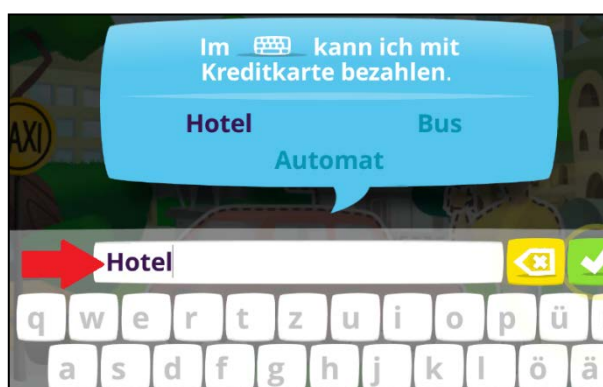 Im kann ich mit
Kreditkarte bezahlen.
Hotel Bus
Automat
AXI
Hotel
q w e r t z u i o p ü
a s d f g h j k l ö ä